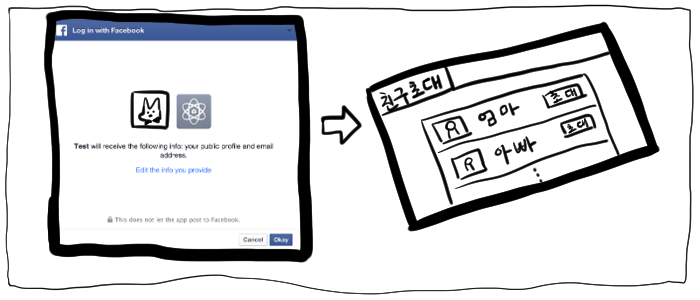 Log in with Facebook
Test will receive the following info: your public profile and email
address.
Edit the info you provide
This does not let the app post to Facebook.
Cancel Okay
친구초대
엄마 초대
아빠 초대